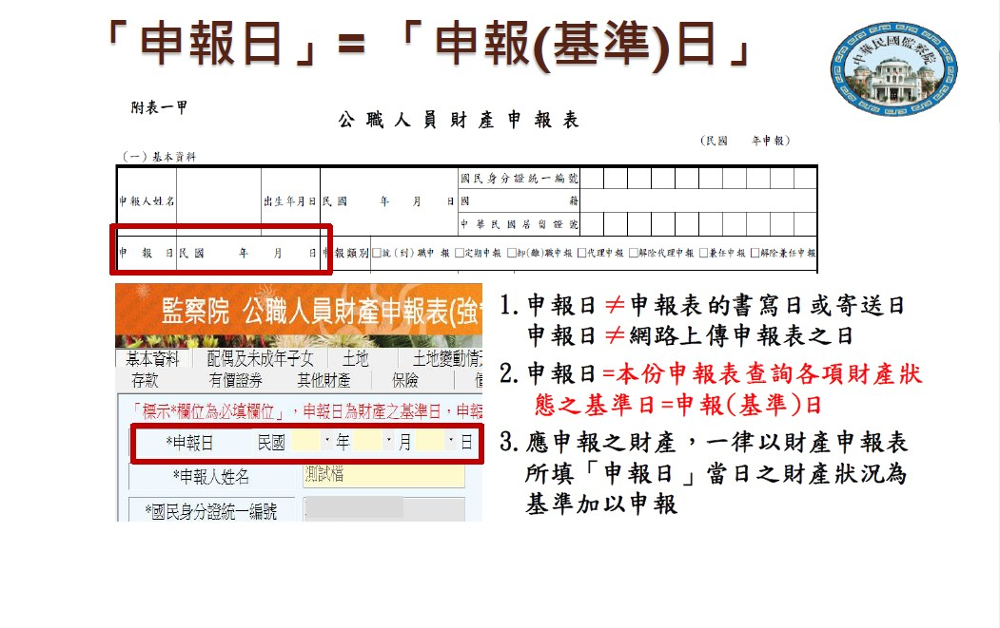 「申報日」=「申報(基準)日」
中華民國監察院
附表一甲
公職人員財產申報表
(民國 年申報)
(一)基本資料
申報人姓名 出生年月日 民國 年 月 日 國民身分證統一編號
國 籍
中華民國居留證號
申報日 民國 年 月 日 申報類別 □就(到)職申報 □定期申報 □卸(離)職申報 □代理申報 □解除代理申報 □兼任申報 □解除兼任申報
監察院 公職人員財產申報表(強
基本資料 配偶及未成年子女 土地 土地變動情
存款 有價證券 其他財產 保險
「標示*欄位為必填欄位」,申報日為財產之基準日,申報
*申報日 民國 年 月 日
*申報人姓名 測試檔
*國民身分證統一編號
1.申報日≠申報表的書寫日或寄送日
申報日≠網路上傳申報表之日
2.申報日=本份申報表查詢各項財產狀
態之基準日=申報(基準)日
3.應申報之財產,一律以財產申報表
所填「申報日」當日之財產狀況為
基準加以申報